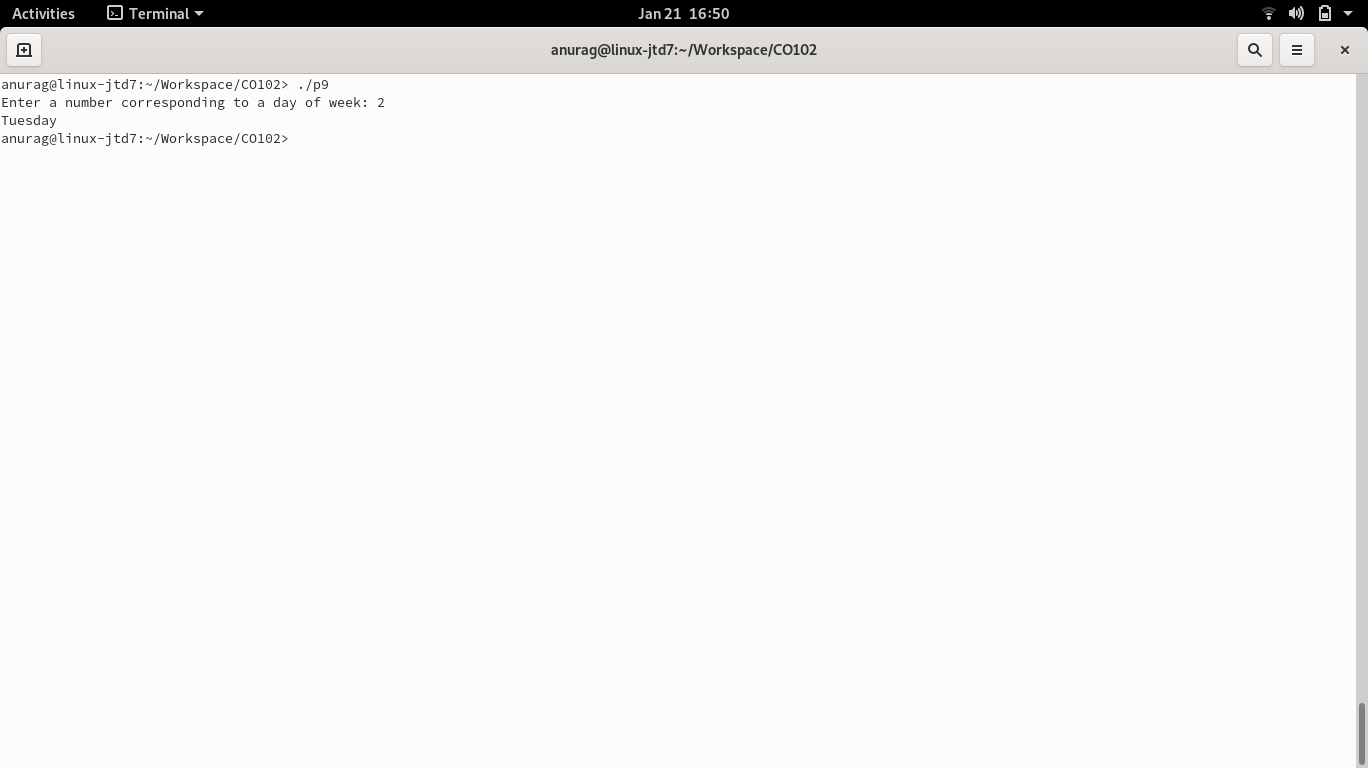 Activities Terminal Jan 21 16:50
anurag@linux-jtd7:~/Workspace/CO102
anurag@linux-jtd7:~/Workspace/CO102> ./p9
Enter a number corresponding to a day of week: 2
Tuesday
anurag@linux-jtd7:~/Workspace/CO102>